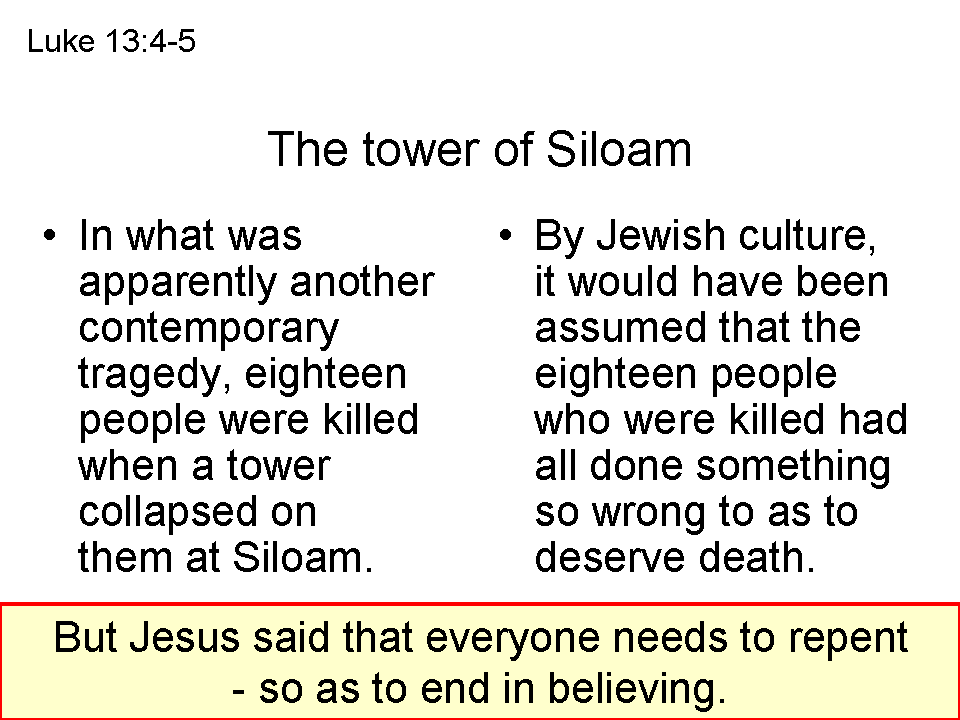 Luke 13:4-5
The tower of Siloam
• In what was
apparently another
contemporary
tragedy, eighteen
people were killed
when a tower
collapsed on
them at Siloam.
• By Jewish culture,
it would have been
assumed that the
eighteen people
who were killed had
all done something
so wrong to as to
deserve death.
But Jesus said that everyone needs to repent
- so as to end in believing.